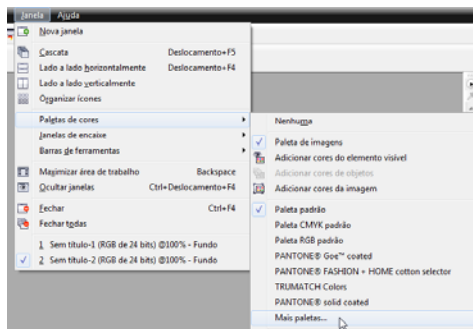 Janela Ajuda
Nova janela
Cascata Deslocamento+F5
Lado a lado horizontalmente Deslocamento+F4
Lado a lado verticalmente
Organizar ícones
Paletas de cores
Janelas de encaixe
Barras de ferramentas
Maximizar área de trabalho Backspace
Ocultar janelas Ctrl+Deslocamento+F4
Fechar Ctrl+F4
Fechar todas
1 Sem título-1 (RGB de 24 bits) @100% - Fundo
2 Sem título-2 (RGB de 24 bits) @100% - Fundo
Nenhuma
Paleta de imagens
Adicionar cores do elemento visível
Adicionar cores de objetos
Adicionar cores da imagem
Paleta padrão
Paleta CMYK padrão
Paleta RGB padrão
PANTONE® Goe™ coated
PANTONE® FASHION + HOME cotton selector
TRUMATCH Colors
PANTONE® solid coated
Mais paletas...